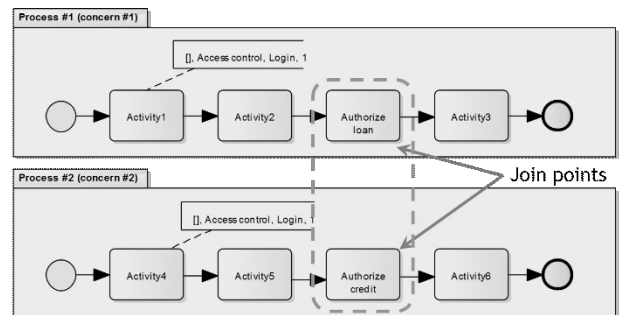 Process #1 (concern #1)
[], Access control, Login, 1
Activity1
Activity2
Authorize
loan
Activity3
Join points
Process #2 (concern #2)
[], Access control, Login, 1
Activity4
Activity5
Authorize
credit
Activity6